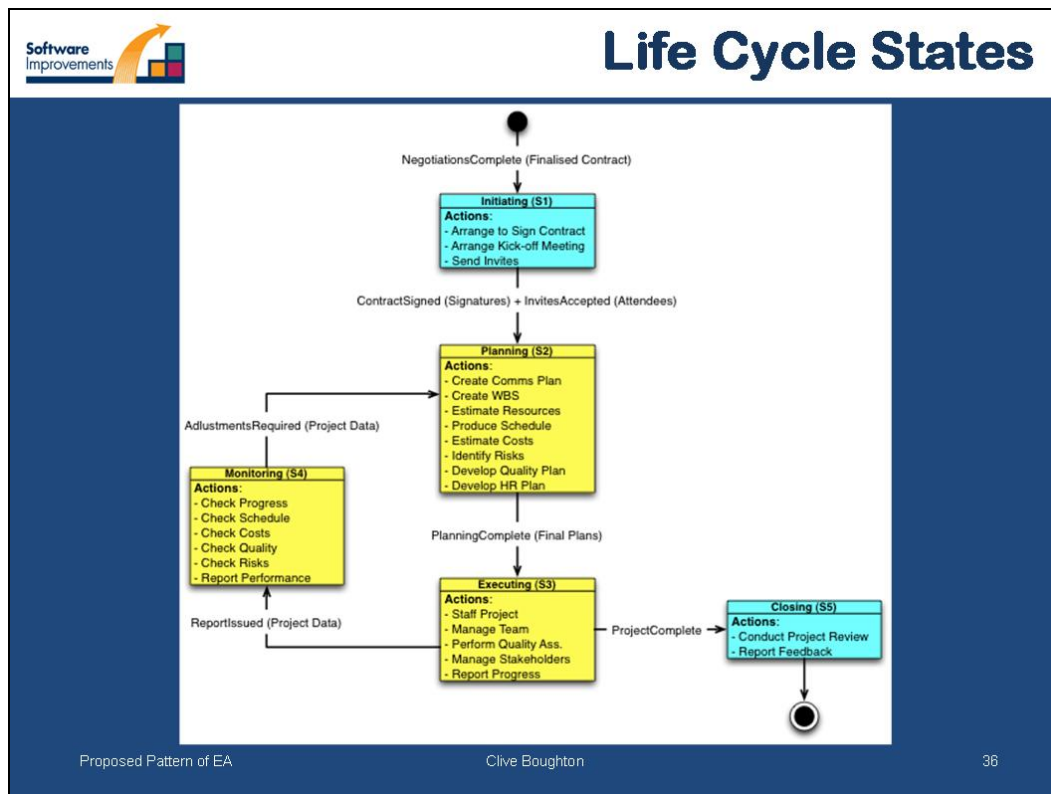 Software
Improvements
Life Cycle States
NegotiationsComplete (Finalised Contract)
Initiating (S1)
Actions:
- Arrange to Sign Contract
- Arrange Kick-off Meeting
- Send Invites
ContractSigned (Signatures) + InvitesAccepted (Attendees)
Planning (S2)
Actions:
- Create Comms Plan
- Create WBS
- Estimate Resources
- Produce Schedule
- Estimate Costs
- Identify Risks
- Develop Quality Plan
- Develop HR Plan
AdlustmentsRequired (Project Data)
Monitoring (S4)
Actions:
- Check Progress
- Check Schedule
- Check Costs
- Check Quality
- Check Risks
- Report Performance
PlanningComplete (Final Plans)
Executing (S3)
Actions:
- Staff Project
- Manage Team
- Perform Quality Ass.
- Manage Stakeholders
- Report Progress
ReportIssued (Project Data)
ProjectComplete
Closing (S5)
Actions:
- Conduct Project Review
- Report Feedback
Proposed Pattern of EA
Clive Boughton
36